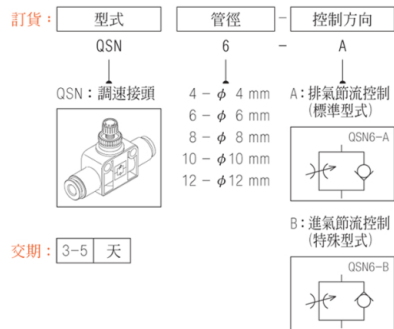 訂貨： 型式 管徑 － 控制方向
QSN 6 － A
QSN：調速接頭
4 － ϕ 4 mm
6 － ϕ 6 mm
8 － ϕ 8 mm
10 － ϕ 10 mm
12 － ϕ 12 mm
A：排氣節流控制
(標準型式)
QSN6-A
B：進氣節流控制
(特殊型式)
QSN6-B
交期： 3-5 天